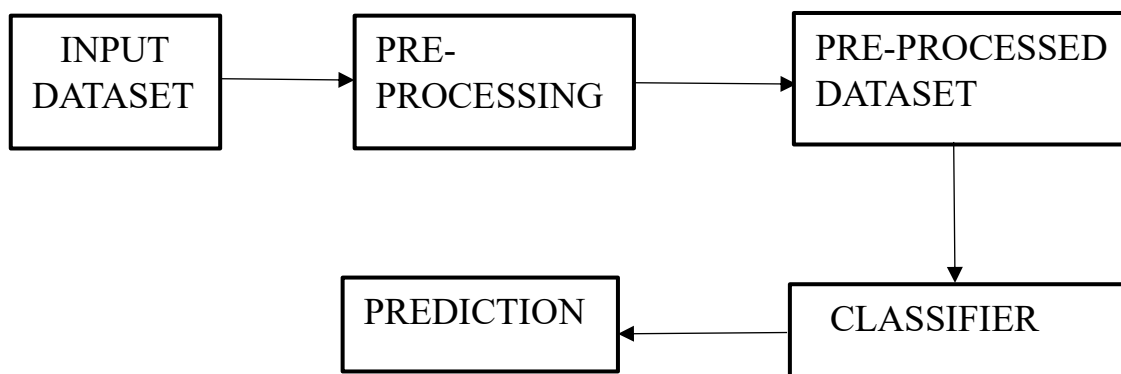 INPUT
DATASET
PRE-
PROCESSING
PRE-PROCESSED
DATASET
PREDICTION
CLASSIFIER